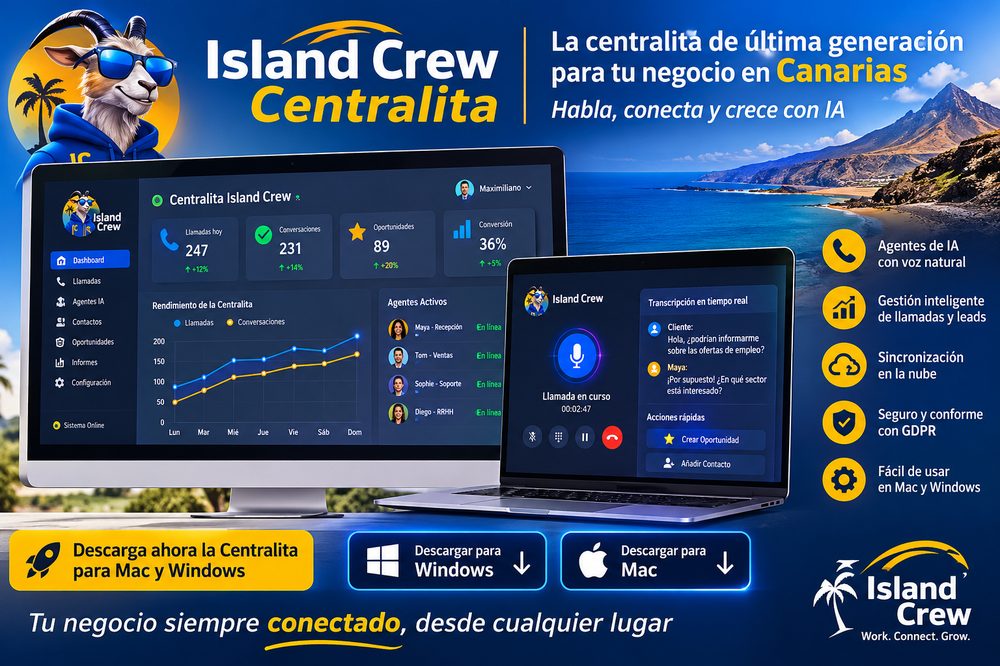 Island Crew
Centralita
La centralita de última generación
para tu negocio en Canarias
Habla, conecta y crece con IA
IC
Island
Crew
Dashboard
Llamadas
Agentes IA
Contactos
Oportunidades
Informes
Configuración
Sistema Online
Centralita Island Crew
Maximiliano
Llamadas hoy
247
+12%
Conversaciones
231
+14%
Oportunidades
89
+20%
Conversión
36%
+5%
Rendimiento de la Centralita
Llamadas
Conversaciones
200
150
100
50
0
Lun Mar Mié Jue Vie Sáb Dom
Agentes Activos
Maya - Recepción En línea
Tom - Ventas En línea
Sophie - Soporte En línea
Diego - RRHH En línea
Island Crew
Llamada en curso
00:02:47
Transcripción en tiempo real
Cliente:
Hola, ¿podrían informarme
sobre las ofertas de empleo?
Maya:
¡Por supuesto! ¿En qué sector
está interesado?
Acciones rápidas
Crear Oportunidad
Añadir Contacto
Agentes de IA
con voz natural
Gestión inteligente
de llamadas y leads
Sincronización
en la nube
Seguro y conforme
con GDPR
Fácil de usar
en Mac y Windows
Descarga ahora la Centralita
para Mac y Windows
Descargar para
Windows
Descargar para
Mac
Tu negocio siempre conectado, desde cualquier lugar
Island
Crew
Work. Connect. Grow.